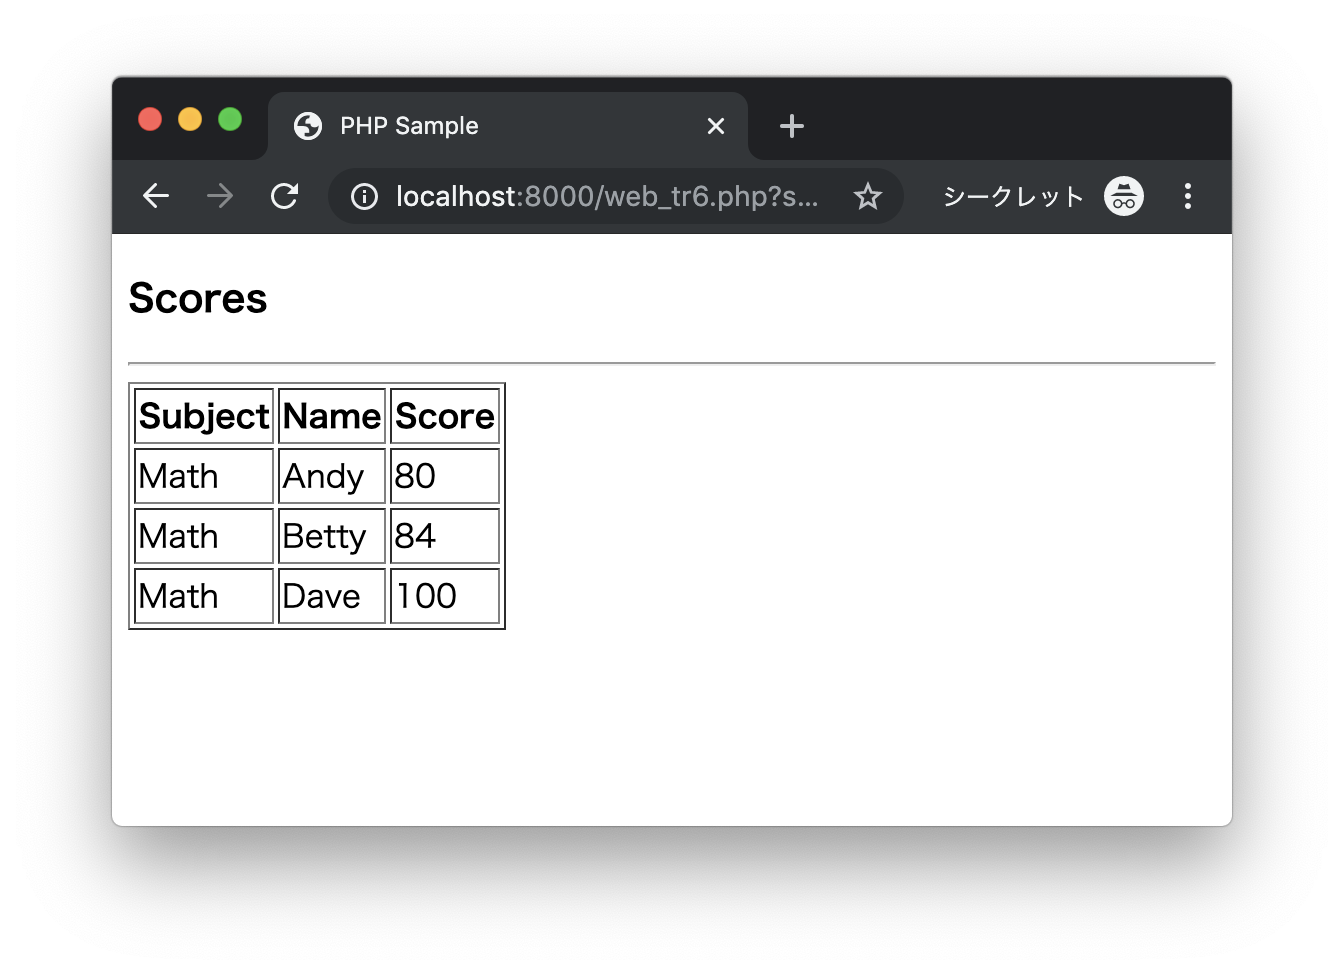 PHP Sample
localhost:8000/web_tr6.php?s...
シークレット
Scores
Subject Name Score
Math Andy 80
Math Betty 84
Math Dave 100